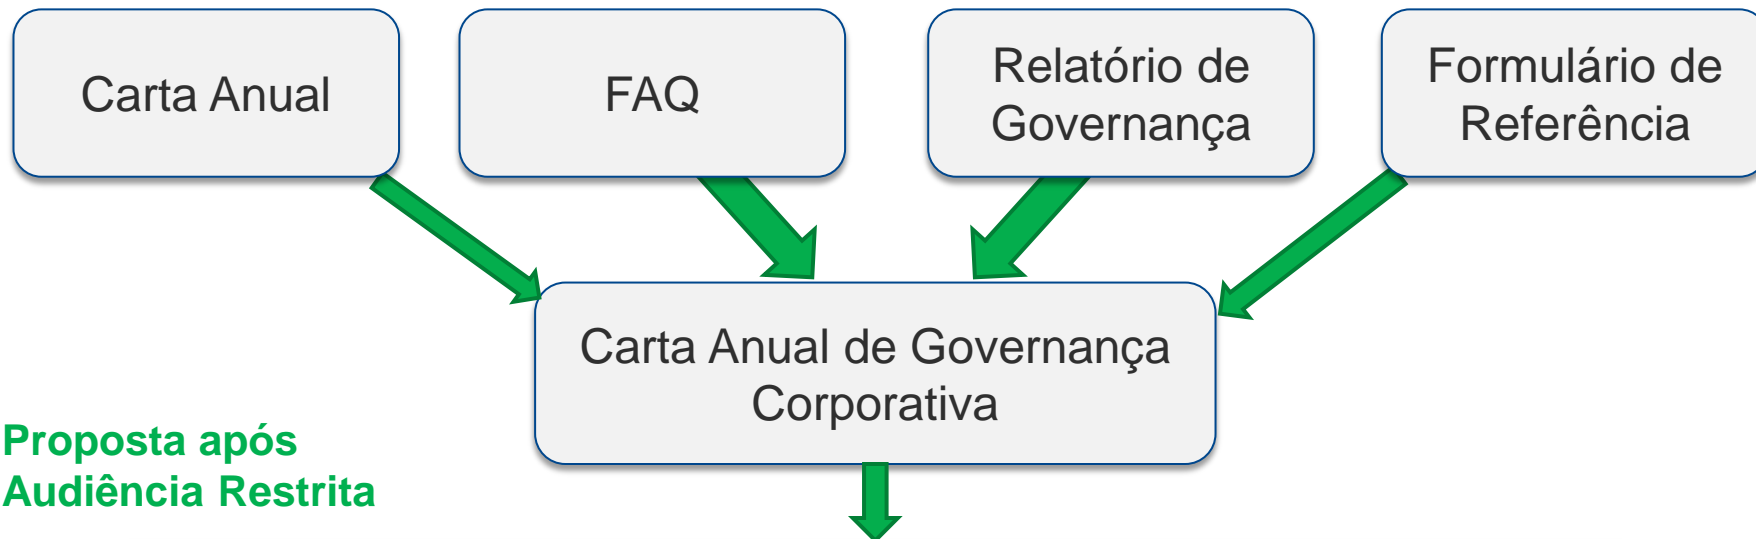 Carta Anual
FAQ
Relatório de
Governança
Formulário de
Referência
Carta Anual de Governança
Corporativa
Proposta após
Audiência Restrita